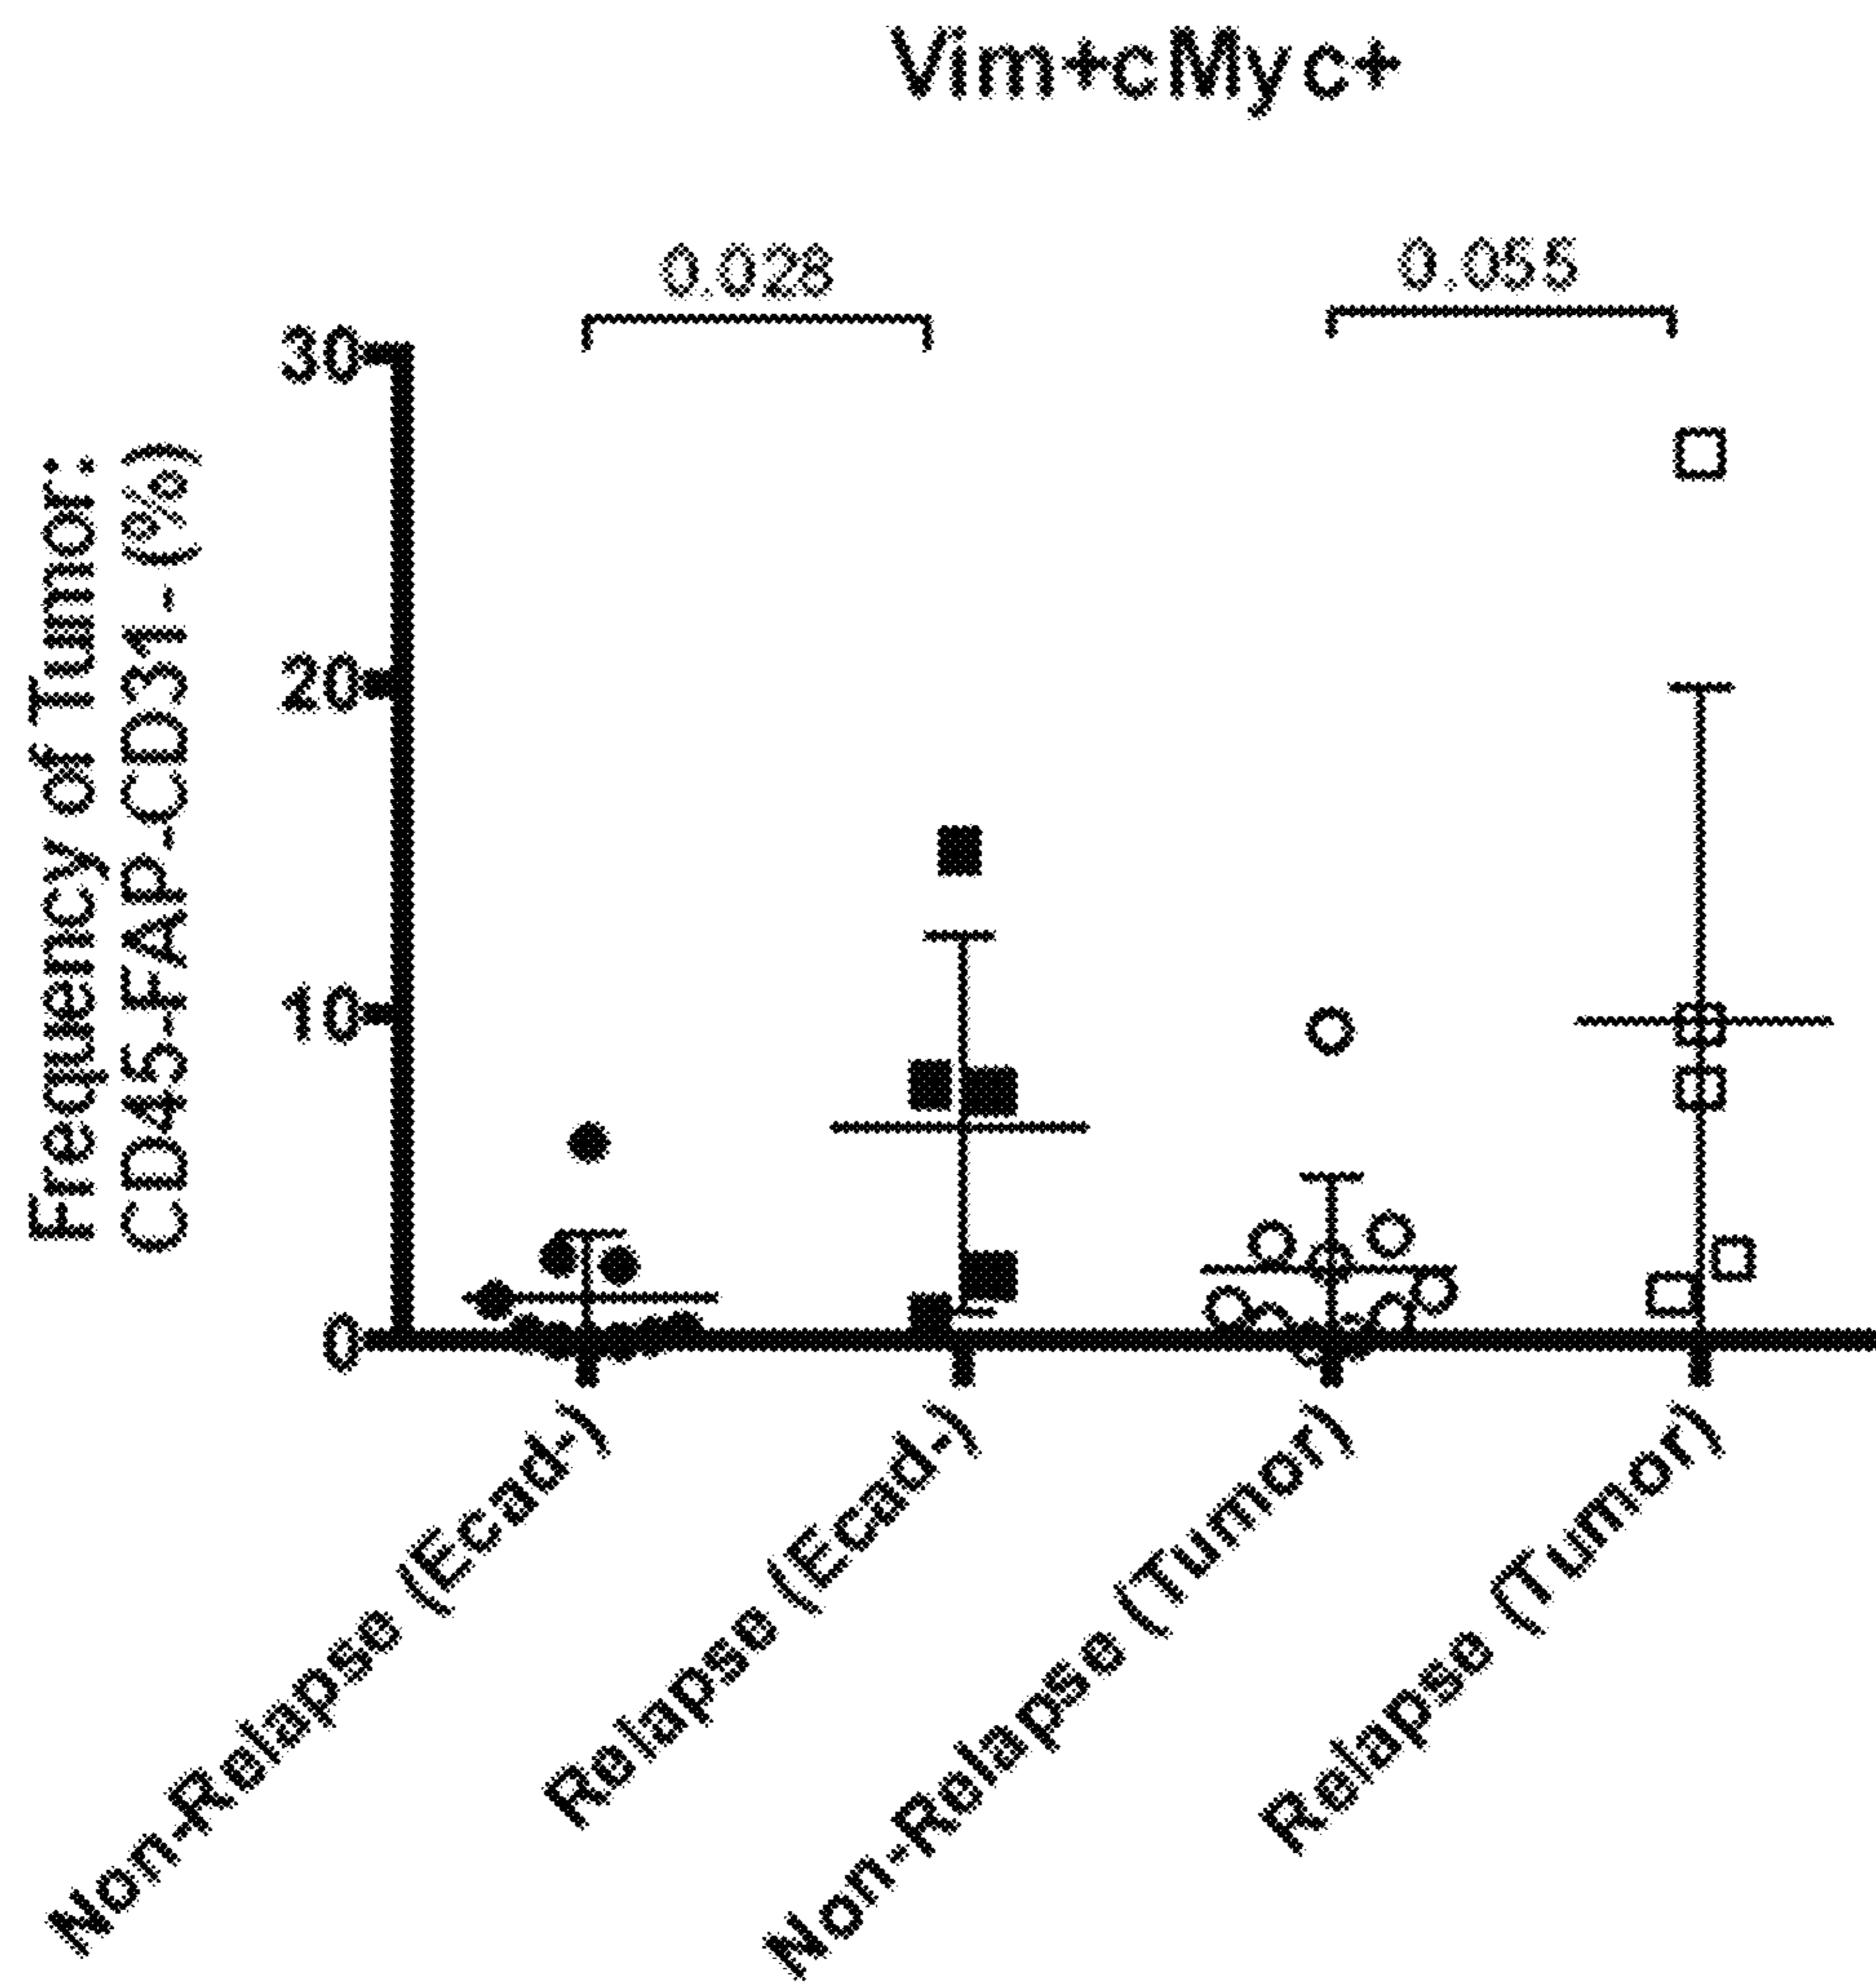 Vim+cMyc+
0.028
0.055
Frequency of Tumor:
CD45-FAP-CD31- (%)
30
20
10
0
Non-Relapse (Ecad-)
Relapse (Ecad-)
Non-Relapse (Tumor)
Relapse (Tumor)